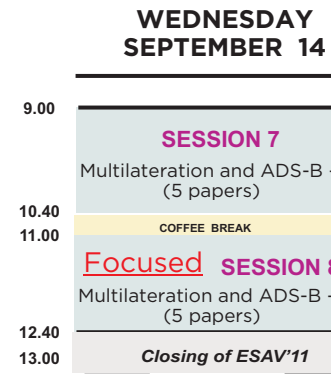 WEDNESDAY
SEPTEMBER 14
9.00
SESSION 7
Multilateration and ADS-B -
(5 papers)
10.40
COFFEE BREAK
11.00
Focused SESSION 8
Multilateration and ADS-B -
(5 papers)
12.40
13.00 Closing of ESAV'11